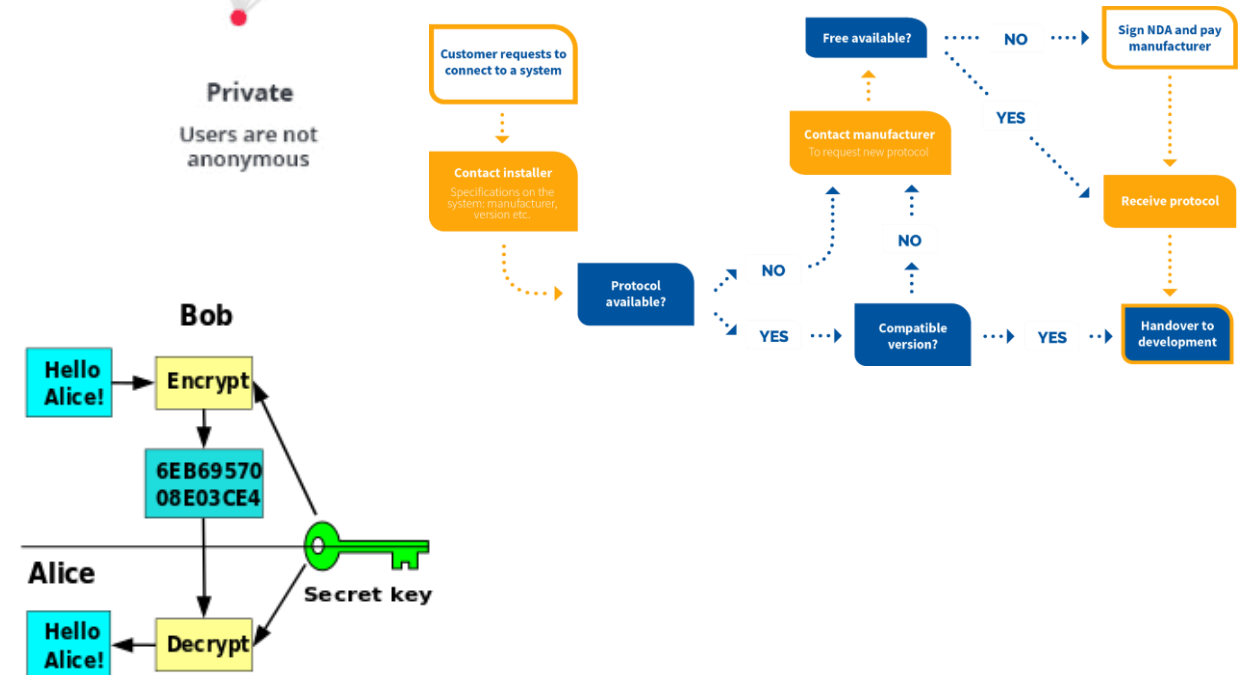 Private
Users are not
anonymous
Customer requests to
connect to a system
Contact installer
Specifications on the
system: manufacturer,
version etc.
Protocol
available?
NO
YES
Compatible
version?
NO
YES
Contact manufacturer
To request new protocol
Free available?
NO
YES
Sign NDA and pay
manufacturer
Receive protocol
Handover to
development
Bob
Hello
Alice!
Encrypt
6EB69570
08E03CE4
Alice
Secret key
Hello
Alice!
Decrypt